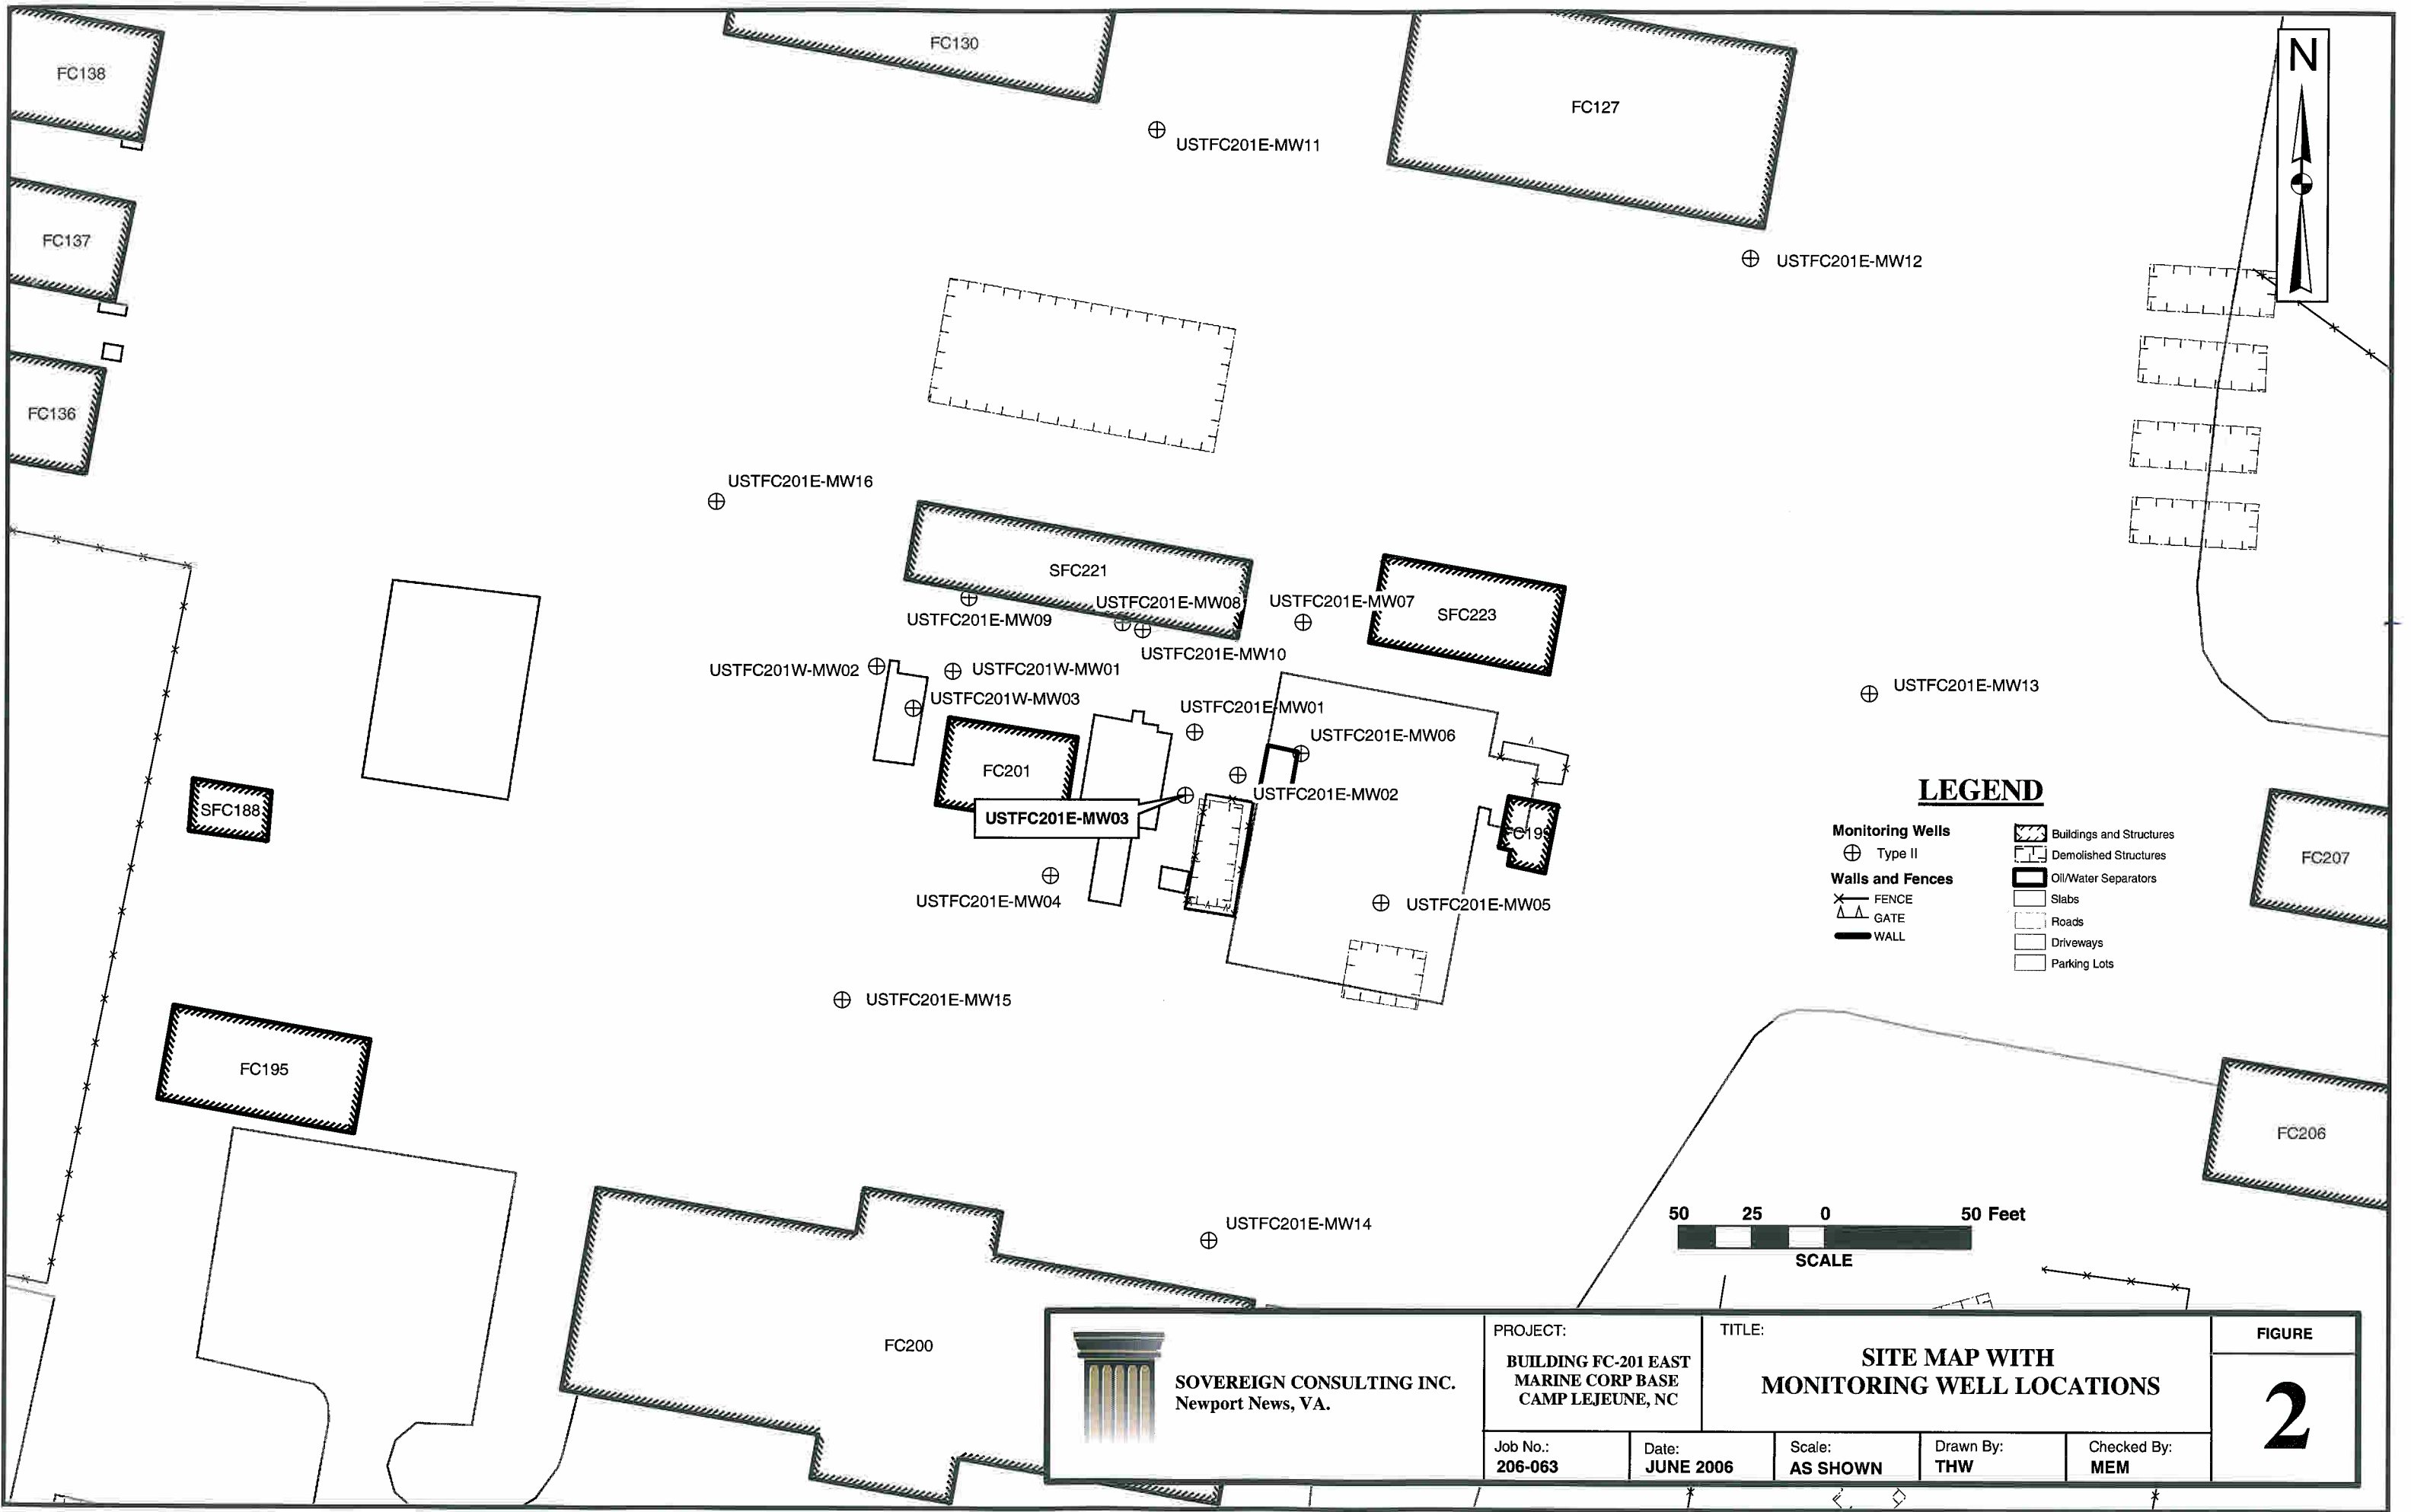 FC138
FC130
FC127
N
USTFC201E-MW11
FC137
USTFC201E-MW12
FC136
USTFC201E-MW16
SFC221
USTFC201E-MW08
USTFC201E-MW07
SFC223
USTFC201E-MW09
USTFC201E-MW10
USTFC201W-MW02
USTFC201W-MW01
USTFC201W-MW03
USTFC201E-MW01
USTFC201E-MW13
USTFC201E-MW06
FC201
USTFC201E-MW02
SFC188
USTFC201E-MW03
FC199
USTFC201E-MW04
USTFC201E-MW05
USTFC201E-MW15
FC195
FC207
FC206
LEGEND
Monitoring Wells
Type II
Walls and Fences
FENCE
GATE
WALL
Buildings and Structures
Demolished Structures
Oil/Water Separators
Slabs
Roads
Driveways
Parking Lots
USTFC201E-MW14
50 25 0 50 Feet
SCALE
FC200
SOVEREIGN CONSULTING INC.
Newport News, VA.
PROJECT:
BUILDING FC-201 EAST
MARINE CORP BASE
CAMP LEJEUNE, NC
TITLE:
SITE MAP WITH
MONITORING WELL LOCATIONS
FIGURE
2
Job No.:
206-063
Date:
JUNE 2006
Scale:
AS SHOWN
Drawn By:
THW
Checked By:
MEM